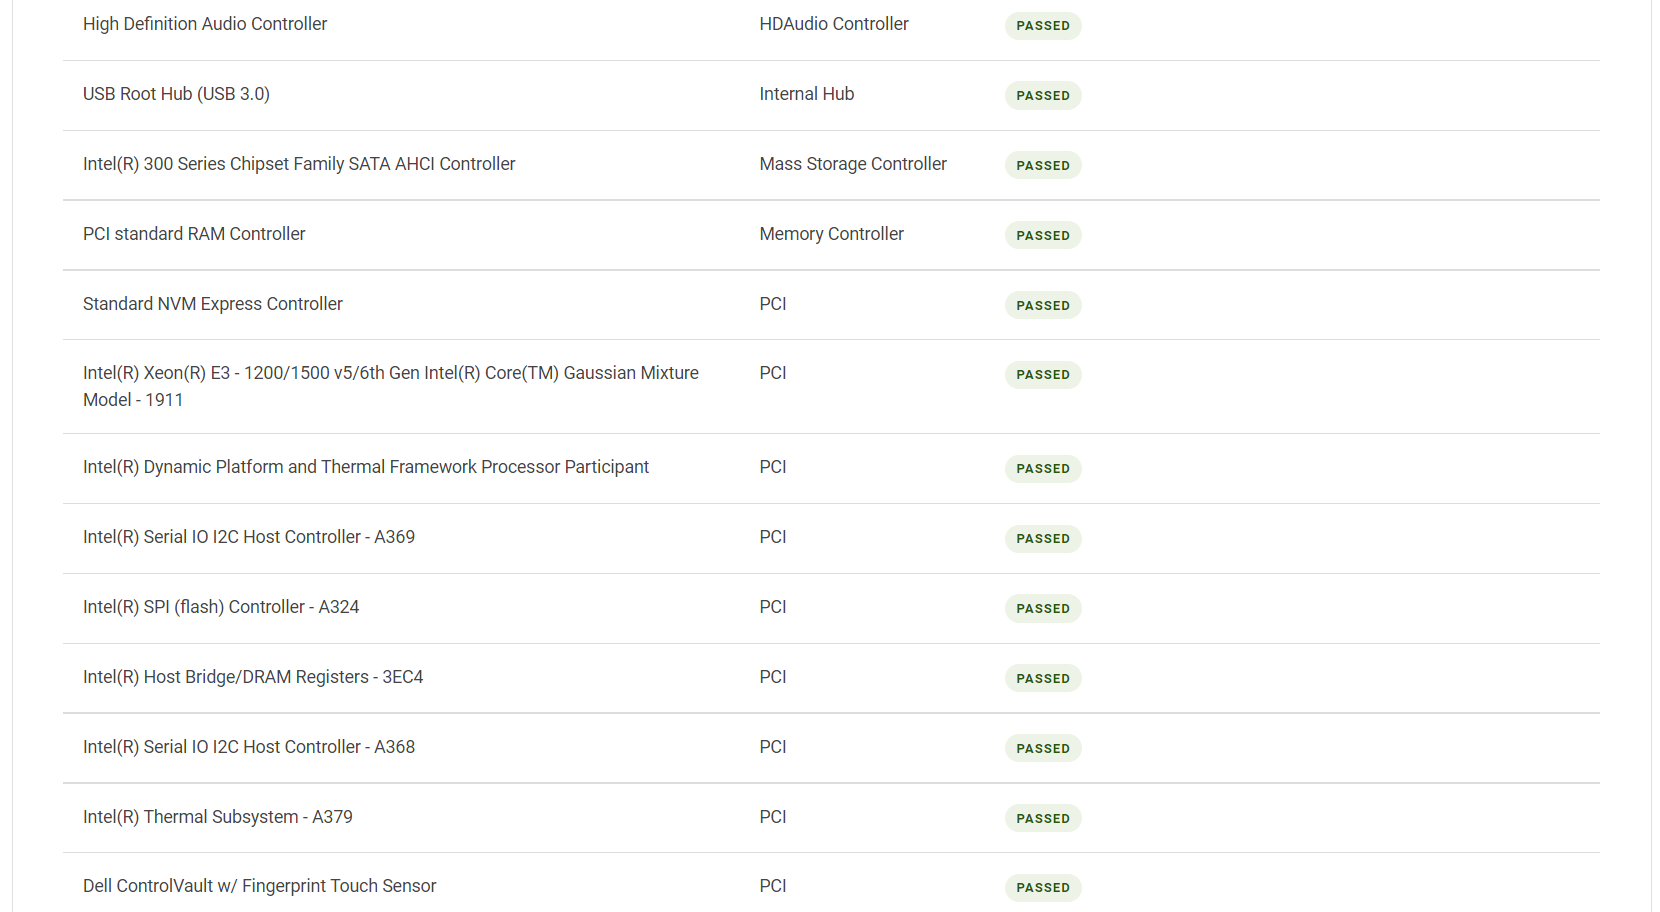 High Definition Audio Controller HDAudio Controller PASSED
USB Root Hub (USB 3.0) Internal Hub PASSED
Intel(R) 300 Series Chipset Family SATA AHCI Controller Mass Storage Controller PASSED
PCI standard RAM Controller Memory Controller PASSED
Standard NVM Express Controller PCI PASSED
Intel(R) Xeon(R) E3 - 1200/1500 v5/6th Gen Intel(R) Core(TM) Gaussian Mixture PCI PASSED
Model - 1911
Intel(R) Dynamic Platform and Thermal Framework Processor Participant PCI PASSED
Intel(R) Serial IO I2C Host Controller - A369 PCI PASSED
Intel(R) SPI (flash) Controller - A324 PCI PASSED
Intel(R) Host Bridge/DRAM Registers - 3EC4 PCI PASSED
Intel(R) Serial IO I2C Host Controller - A368 PCI PASSED
Intel(R) Thermal Subsystem - A379 PCI PASSED
Dell ControlVault w/ Fingerprint Touch Sensor PCI PASSED